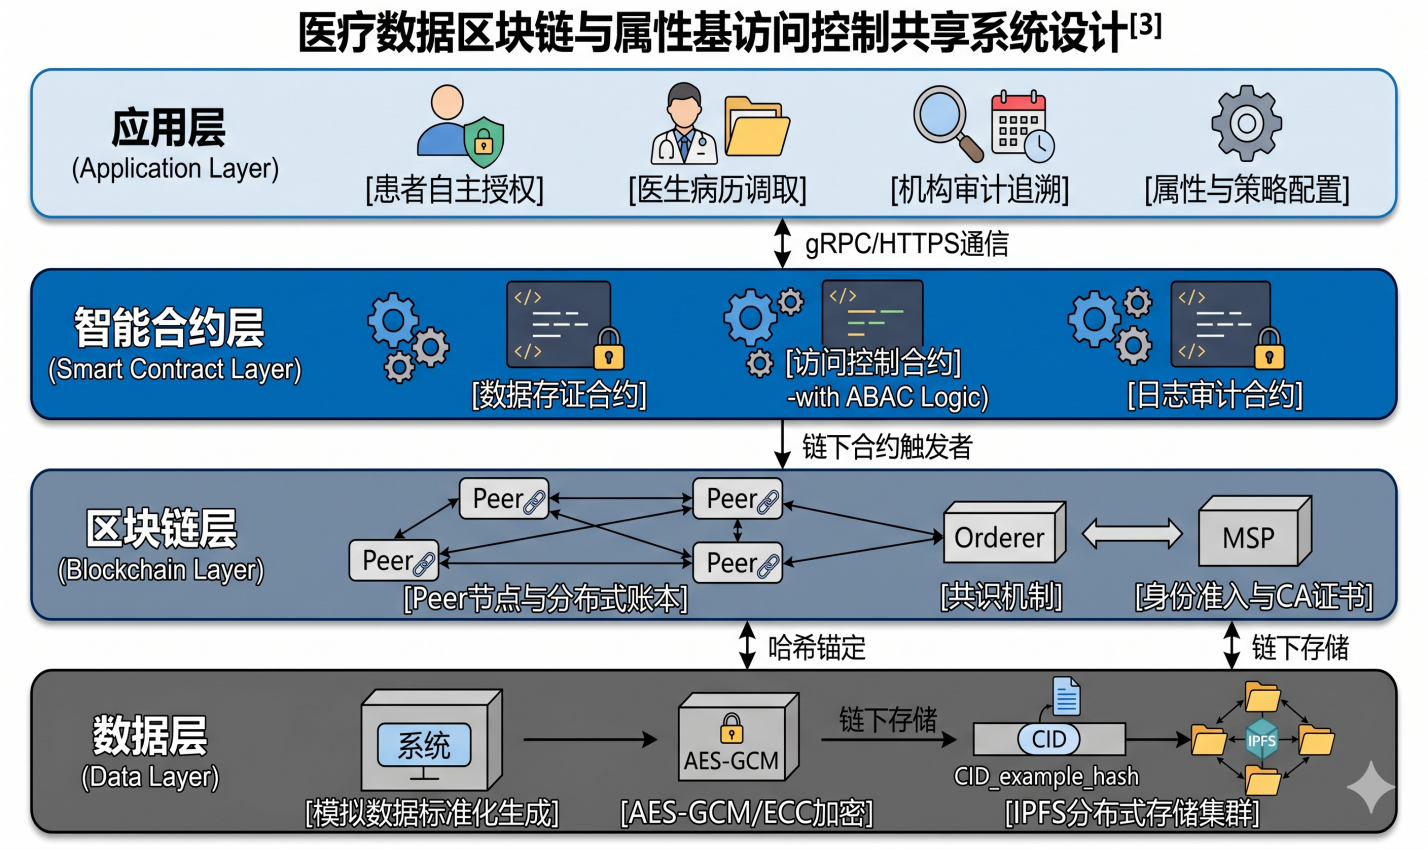 医疗数据区块链与属性基访问控制共享系统设计[3]
应用层
(Application Layer)
[患者自主授权]
[医生病历调取]
[机构审计追溯]
[属性与策略配置]
gRPC/HTTPS通信
智能合约层
(Smart Contract Layer)
</>
</>
[数据存证合约]
</>
[访问控制合约]
-with ABAC Logic)
</>
</>
[日志审计合约]
链下合约触发者
区块链层
(Blockchain Layer)
Peer
Peer
Peer
Peer
[Peer节点与分布式账本]
Orderer
[共识机制]
MSP
[身份准入与CA证书]
哈希锚定
链下存储
数据层
(Data Layer)
系统
[模拟数据标准化生成]
AES-GCM
[AES-GCM/ECC加密]
链下存储
CID
CID_example_hash
IPFS
[IPFS分布式存储集群]